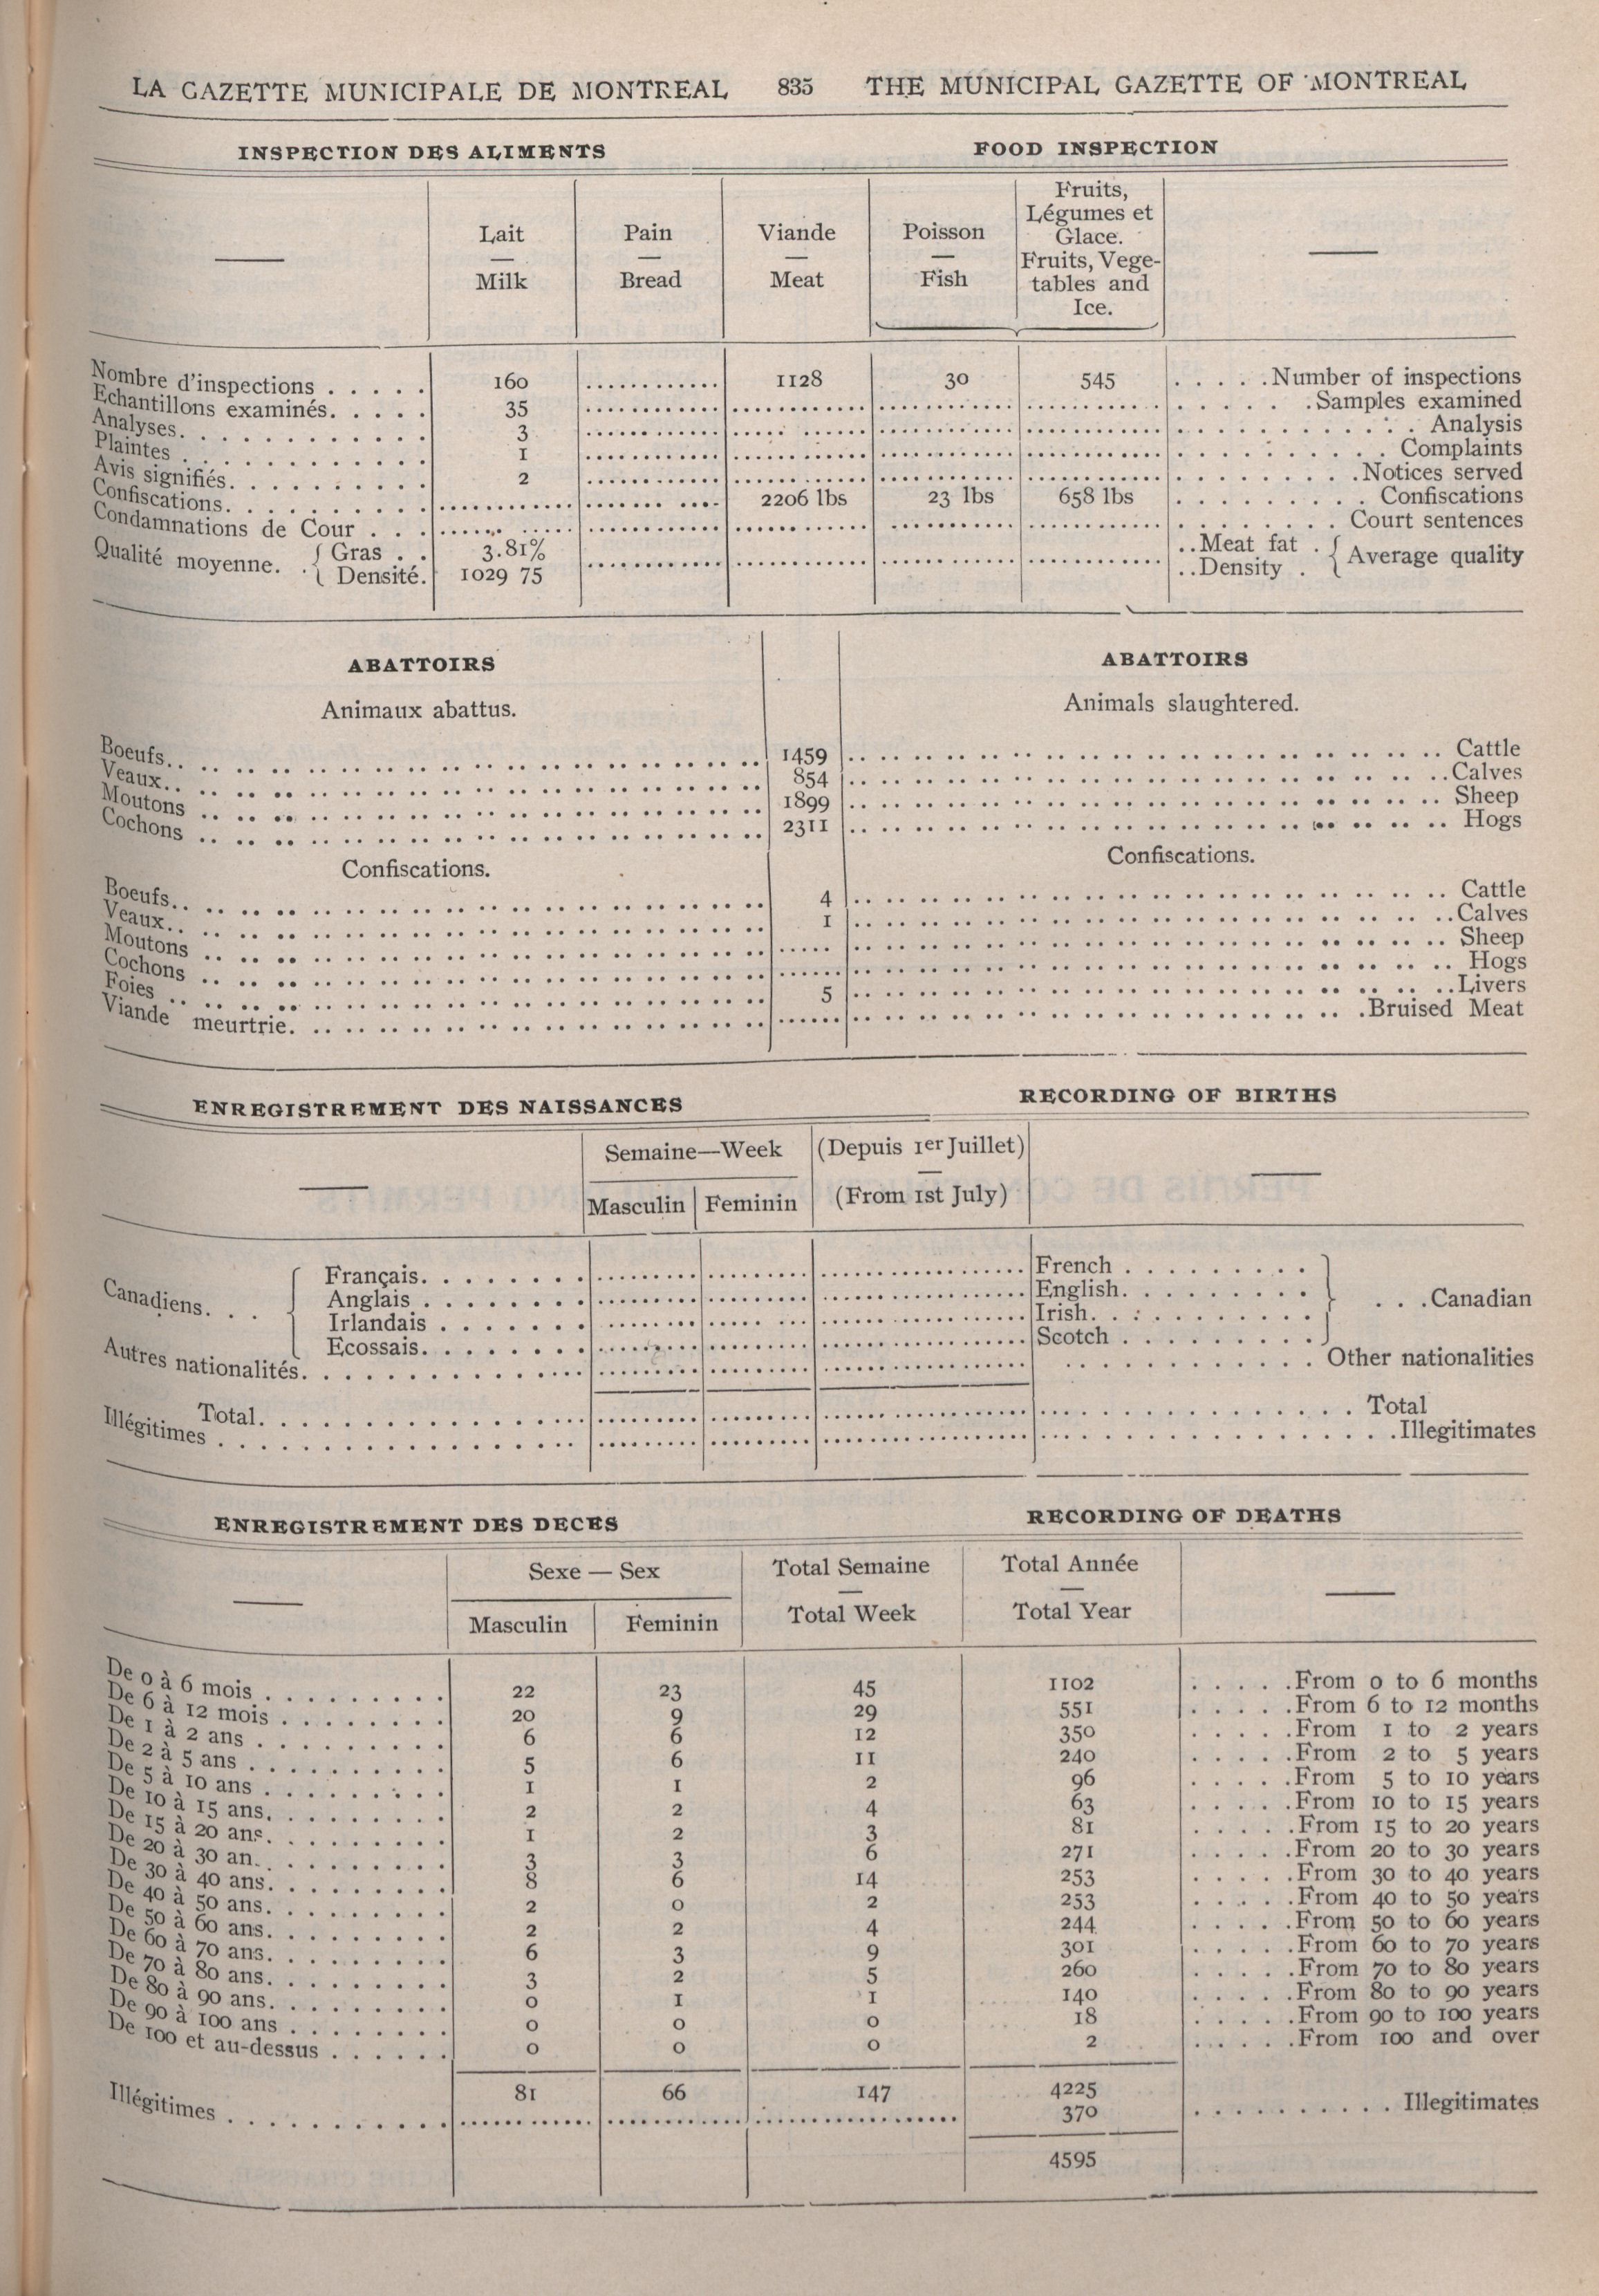 LA GAZETTE MUNICIPALE DE MONTREAL 835 THE MUNICIPAL GAZETTE OF MONTREAL
INSPECTION DES ALIMENTS FOOD INSPECTION
Lait — Milk Pain — Bread Viande — Meat Poisson — Fish Fruits, Légumes et Glace. Fruits, Vegetables and Ice.
Nombre d'inspections . . . . . 160 ............ 1128 30 545 . . . . . Number of inspections
Echantillons examinés. . . . . 35 ............ ............ ............ ............ . . . . . . Samples examined
Analyses. . . . . . . . . . . . 3 ............ ............ ............ ............ . . . . . . . . . . . Analysis
Plaintes . . . . . . . . . . . 1 ............ ............ ............ ............ . . . . . . . . . . Complaints
Avis signifiés. . . . . . . . . . 2 ............ ............ ............ ............ . . . . . . . . . Notices served
Confiscations. . . . . . . . . . ............ ............ 2206 lbs 23 lbs 658 lbs . . . . . . . . . Confiscations
Condamnations de Cour . . . ............ ............ ............ ............ ............ . . . . . . . . Court sentences
Qualité moyenne. . { Gras . . 3.81% ............ ............ ............ ............ ..Meat fat . { Average quality
Densité. 1029 75 ..Density .
ABATTOIRS ABATTOIRS
Animaux abattus. Animals slaughtered.
Boeufs.. .. .. .. 1459 .. .. .. .. Cattle
Veaux.. .. .. .. 854 .. .. .. .. Calves
Moutons .. .. .. .. 1899 .. .. .. .. Sheep
Cochons .. .. .. .. 2311 .. .. .. .. Hogs
Confiscations. Confiscations.
Boeufs.. .. .. .. 4 .. .. .. .. Cattle
Veaux.. .. .. .. 1 .. .. .. .. Calves
Moutons .. .. .. .. ..... .. .. .. .. Sheep
Cochons .. .. .. .. ...... .. .. .. .. Hogs
Foies .. .. .. .. 5 .. .. .. .. Livers
Viande meurtrie. .. .. .. ...... .. .. .. .. Bruised Meat
ENREGISTREMENT DES NAISSANCES RECORDING OF BIRTHS
Semaine—Week (Depuis 1er Juillet)
—
Masculin Feminin (From 1st July)
Canadiens. . . { Français. . . . . . . . ......... ......... ......... French . . . . . . . . . } . . .Canadian
Anglais . . . . . . . . ......... ......... ......... English. . . . . . . . .
Irlandais . . . . . . . ......... ......... ......... Irish. . . . . . . . . .
Ecossais. . . . . . . . ......... ......... ......... Scotch . . . . . . . . .
Autres nationalités. . . . . . . . ......... ......... ......... . . . . . . . . . . . . Other nationalities
Total. . . . . . . . . . ......... ......... ......... . . . . . . . . . . . . Total
Illégitimes . . . . . . . . . . ......... ......... ......... . . . . . . . . . . . . Illegitimates
ENREGISTREMENT DES DECES RECORDING OF DEATHS
Sexe — Sex Total Semaine Total Année
— —
Masculin Feminin Total Week Total Year
De 0 à 6 mois . . . . . . . . . 22 23 45 1102 . . . . .From 0 to 6 months
De 6 à 12 mois . . . . . . . . 20 9 29 551 . . . . .From 6 to 12 months
De 1 à 2 ans . . . . . . . . . 6 6 12 350 . . . . .From 1 to 2 years
De 2 à 5 ans . . . . . . . . . 5 6 11 240 . . . . .From 2 to 5 years
De 5 à 10 ans . . . . . . . . . 1 1 2 96 . . . . .From 5 to 10 years
De 10 à 15 ans. . . . . . . . . 2 2 4 63 . . . . .From 10 to 15 years
De 15 à 20 ans. . . . . . . . . 1 2 3 81 . . . . .From 15 to 20 years
De 20 à 30 an.. . . . . . . . . 3 3 6 271 . . . . .From 20 to 30 years
De 30 à 40 ans. . . . . . . . . 8 6 14 253 . . . . .From 30 to 40 years
De 40 à 50 ans. . . . . . . . . 2 0 2 253 . . . . .From 40 to 50 years
De 50 à 60 ans. . . . . . . . . 2 2 4 244 . . . . .From 50 to 60 years
De 60 à 70 ans. . . . . . . . . 6 3 9 301 . . . . .From 60 to 70 years
De 70 à 80 ans. . . . . . . . . 3 2 5 260 . . . . .From 70 to 80 years
De 80 à 90 ans. . . . . . . . . 0 1 1 140 . . . . .From 80 to 90 years
De 90 à 100 ans . . . . . . . . 0 0 0 18 . . . . .From 90 to 100 years
De 100 et au-dessus . . . . . . 0 0 0 2 . . . . .From 100 and over
81 66 147 4225
Illégitimes . . . . . . . . . . . ............ ............ ............ 370 . . . . . . . . . . Illegitimates
4595